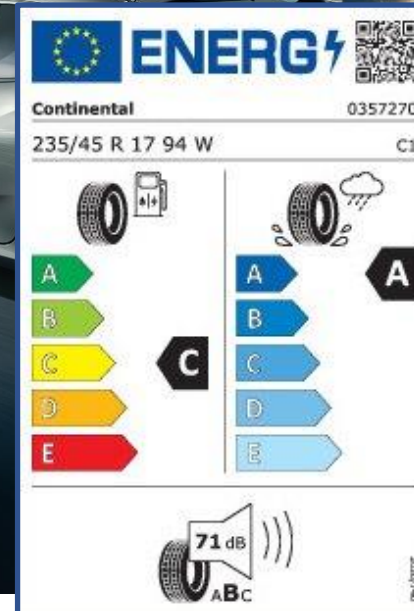 ENERG
Continental 0357270
235/45 R 17 94 W C1
A A A
B B
C C C
D D
E E
71 dB
ABC